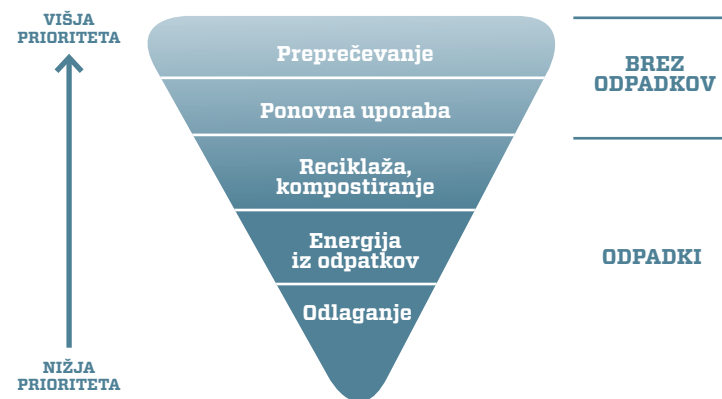 VIŠJA
PRIORITETA
Preprečevanje
BREZ
ODPADKOV
Ponovna uporaba
Reciklaža,
kompostiranje
Energija
iz odpatkov
ODPADKI
Odlaganje
NIŽJA
PRIORITETA